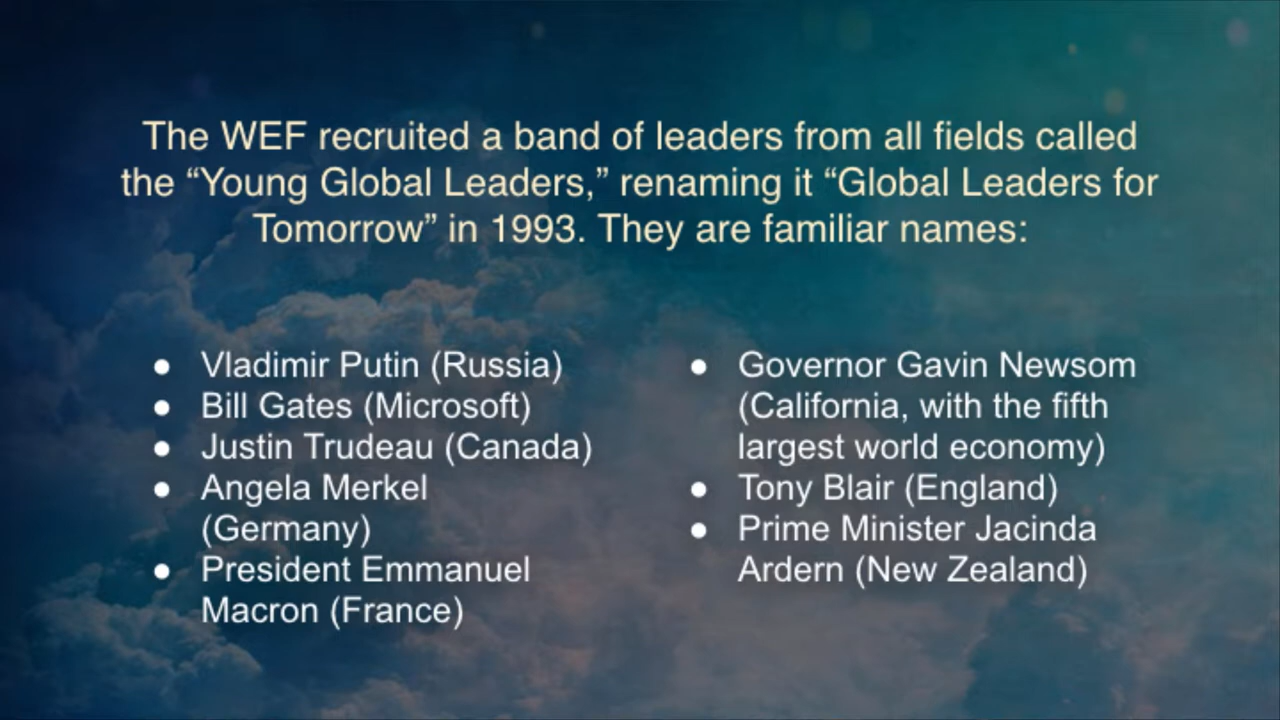 The WEF recruited a band of leaders from all fields called
the “Young Global Leaders,” renaming it “Global Leaders for
Tomorrow” in 1993. They are familiar names:
● Vladimir Putin (Russia)
● Bill Gates (Microsoft)
● Justin Trudeau (Canada)
● Angela Merkel
(Germany)
● President Emmanuel
Macron (France)
● Governor Gavin Newsom
(California, with the fifth
largest world economy)
● Tony Blair (England)
● Prime Minister Jacinda
Ardern (New Zealand)